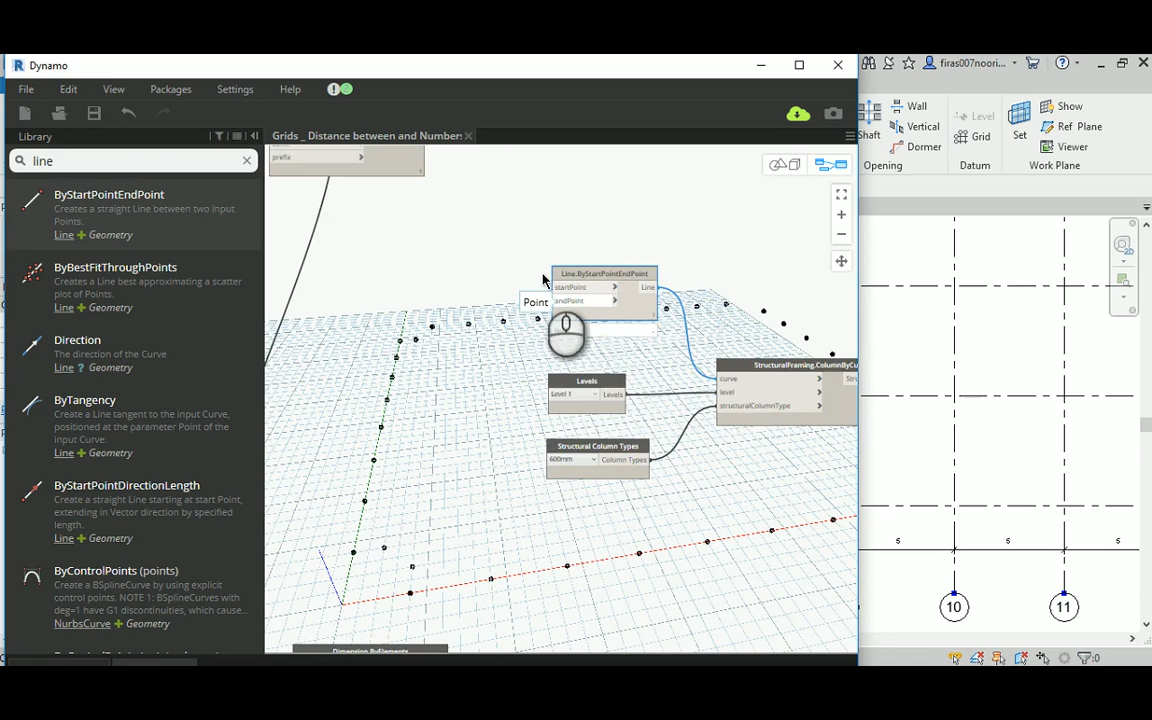 Dynamo
firas007noori...
File Edit View Packages Settings Help
Wall
Vertical
Dormer
Level
Grid
Set
Show
Ref Plane
Viewer
haft
Opening
Datum
Work Plane
Library
Grids _ Distance between and Number:
line
prefix
ByStartPointEndPoint
Creates a straight Line between two input
Points.
Line + Geometry
ByBestFitThroughPoints
Creates a line best approximating a scatter
plot of Points.
Line + Geometry
Direction
The direction of the Curve
Line ? Geometry
ByTangency
Create a Line tangent to the input Curve,
positioned at the parameter Point of the
input Curve.
Line + Geometry
ByStartPointDirectionLength
Create a straight Line starting at start Point,
extending in Vector direction by specified
length.
Line + Geometry
ByControlPoints (points)
Create a BSplineCurve by using explicit
control points. NOTE 1: BSplineCurves with
deg=1 have G1 discontinuities, which cause...
NurbsCurve + Geometry
Line.ByStartPointEndPoint
startPoint > Line
Point
endPoint >
Levels
Level 1 Levels
Structural Column Types
600mm Column Types
StructuralFraming.ColumnByCu
curve > Stru
level >
structuralColumnType >
Dimension.ByElements
s s s
10 11
:0